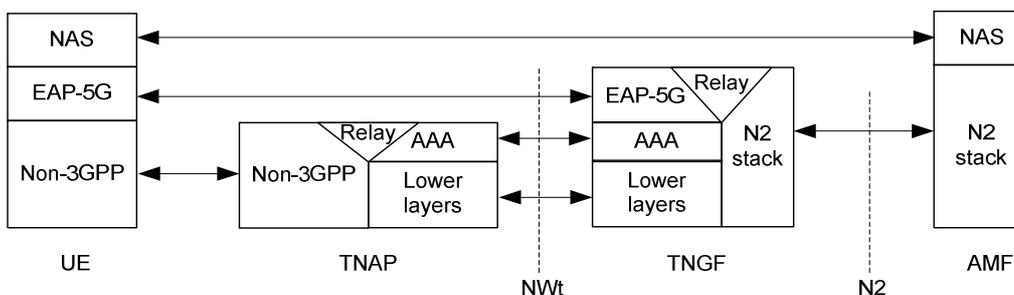 NAS
NAS
EAP-5G
EAP-5G
Relay
Non-3GPP
Non-3GPP
Relay
AAA
AAA
N2
stack
N2
stack
Lower
layers
Lower
layers
UE
TNAP
TNGF
AMF
NWt
N2